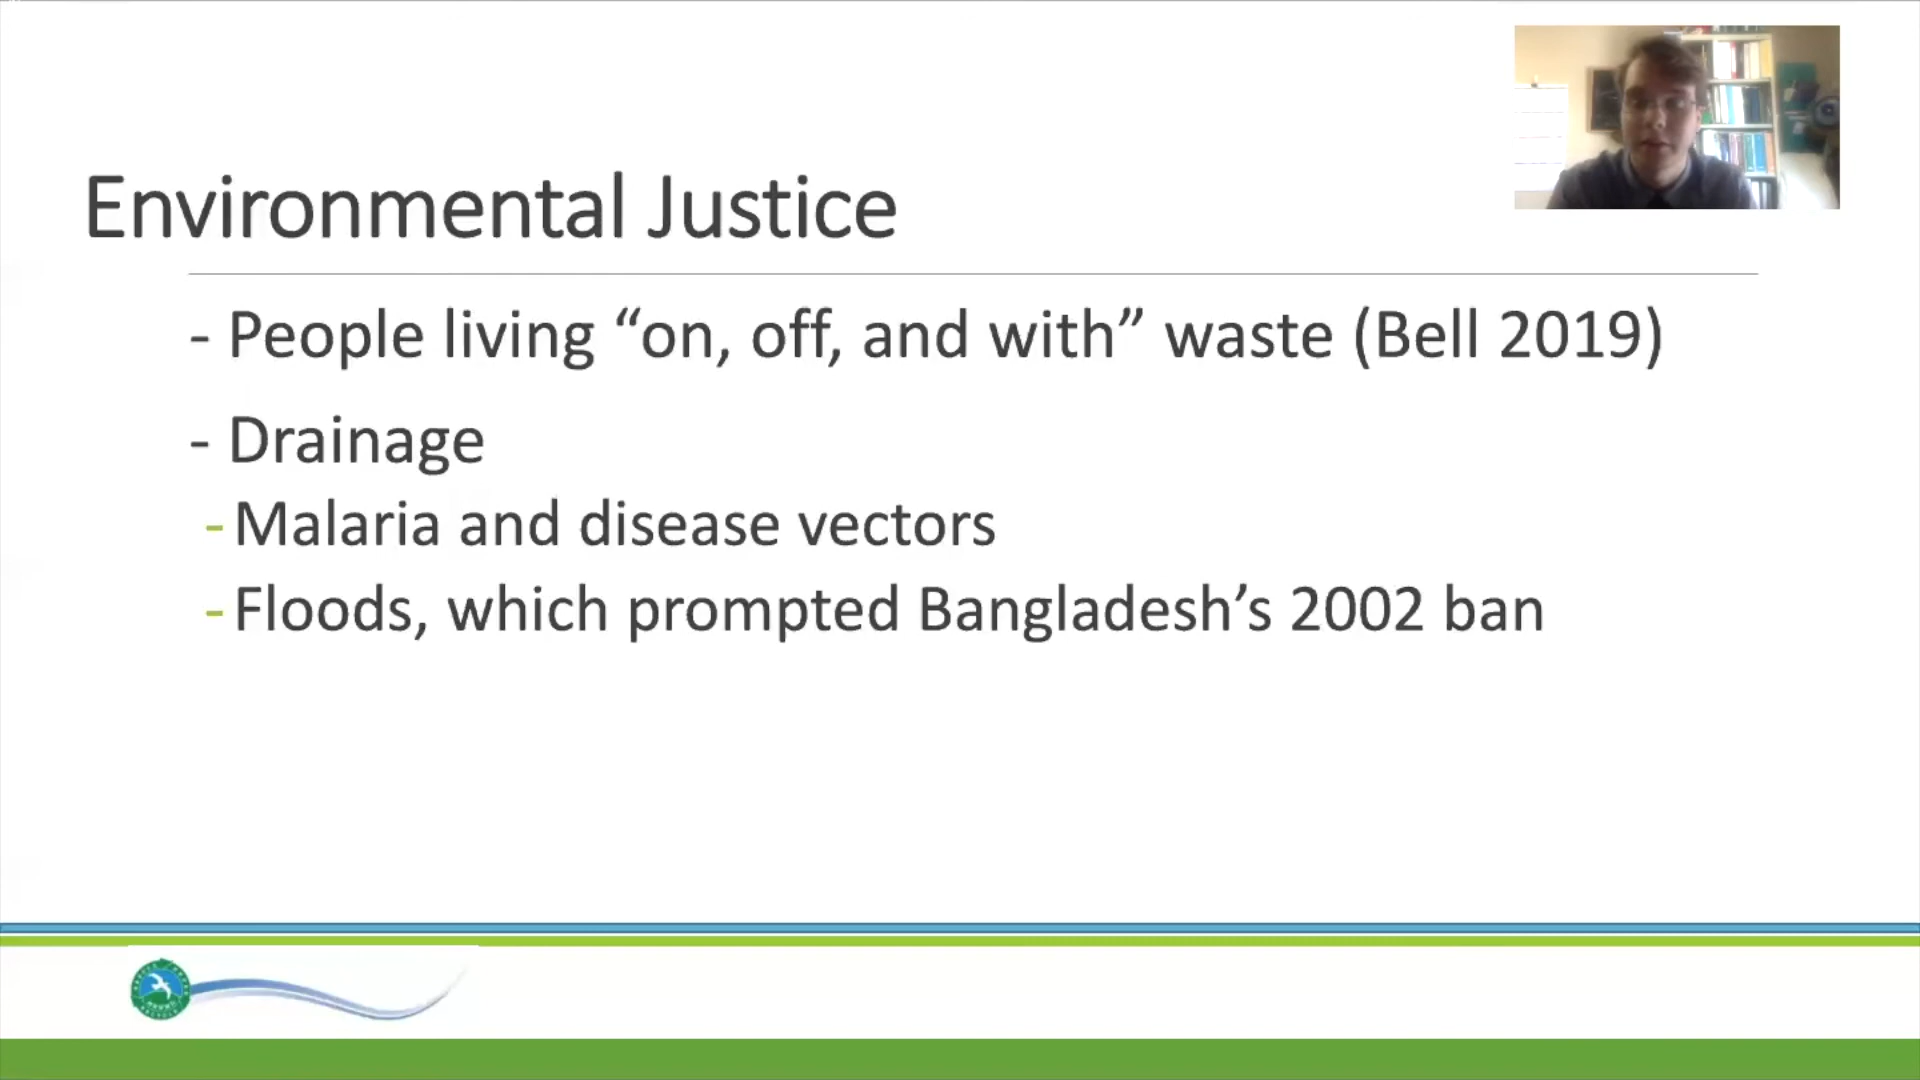 Environmental Justice
- People living “on, off, and with” waste (Bell 2019)
- Drainage
- Malaria and disease vectors
- Floods, which prompted Bangladesh’s 2002 ban